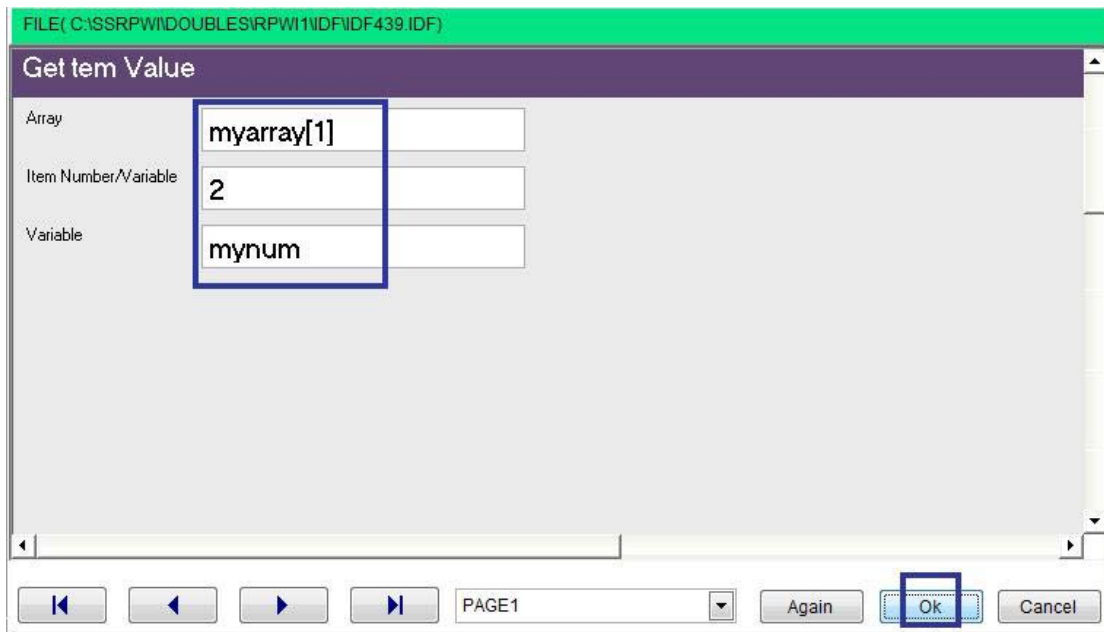 FILE( C:\SSRPWI\DOUBLES\RPWI1\IDF\IDF439.IDF)
Get tem Value
Array
myarray[1]
Item Number/Variable
2
Variable
mynum
PAGE1
Again
Ok
Cancel